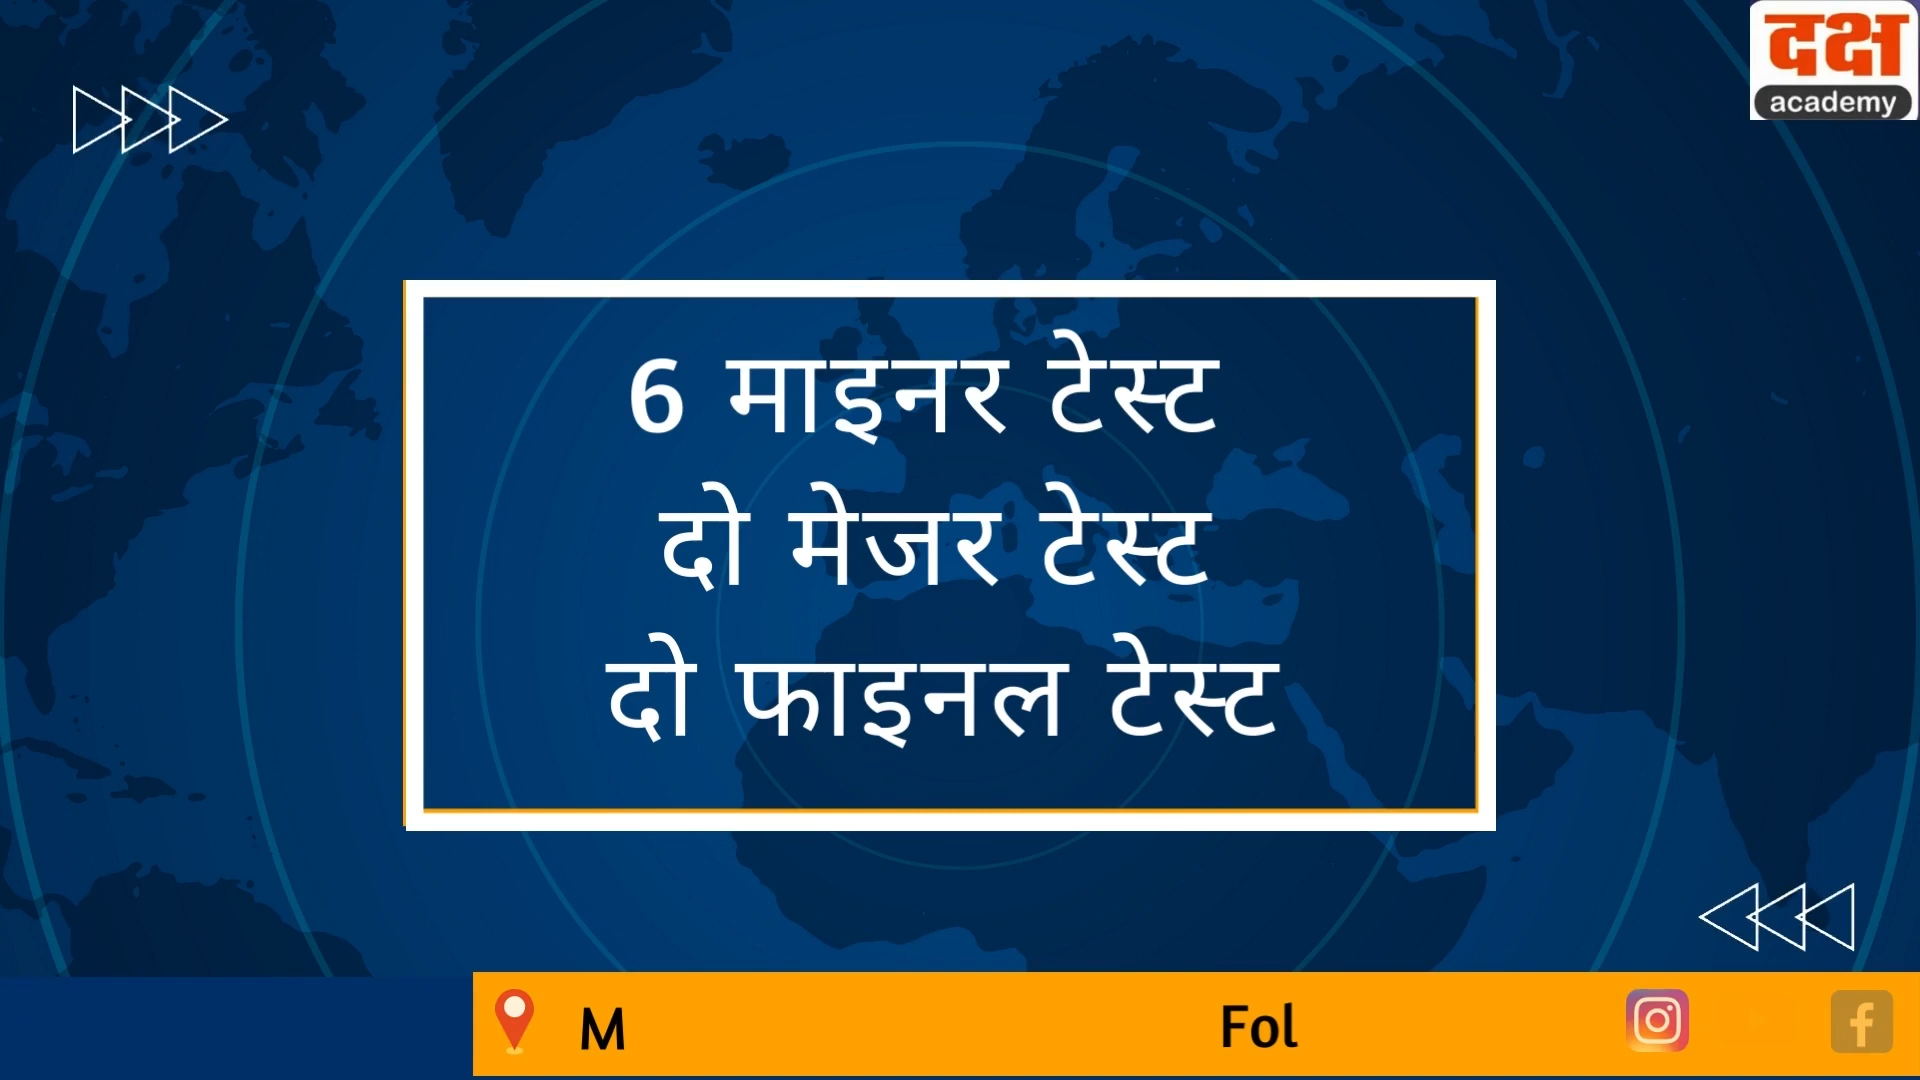 दक्ष
academy
6 माइनर टेस्ट
दो मेजर टेस्ट
दो फाइनल टेस्ट
M
Fol